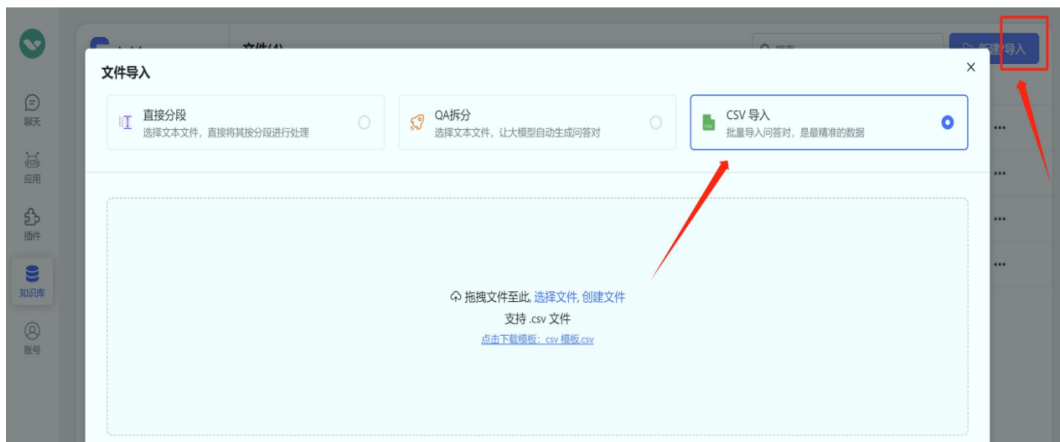 新建/导入
文件导入
X
直接分段
选择文本文件，直接将其按分段进行处理
QA拆分
选择文本文件，让大模型自动生成问答对
CSV 导入
批量导入问答对，是最精准的数据
聊天
应用
插件
知识库
账号
拖拽文件至此, 选择文件, 创建文件
支持 .csv 文件
点击下载模板：csv 模板.csv